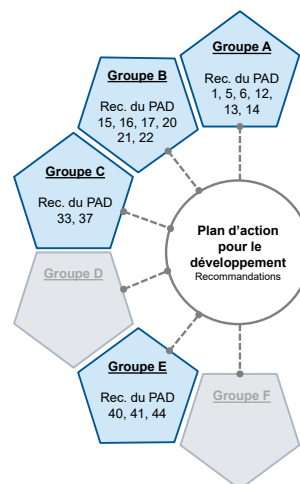 Groupe A
Rec. du PAD
1, 5, 6, 12,
13, 14
Groupe B
Rec. du PAD
15, 16, 17, 20
21, 22
Groupe C
Rec. du PAD
33, 37
Groupe D
Groupe E
Rec. du PAD
40, 41, 44
Groupe F
Plan d’action
pour le
développement
Recommandations